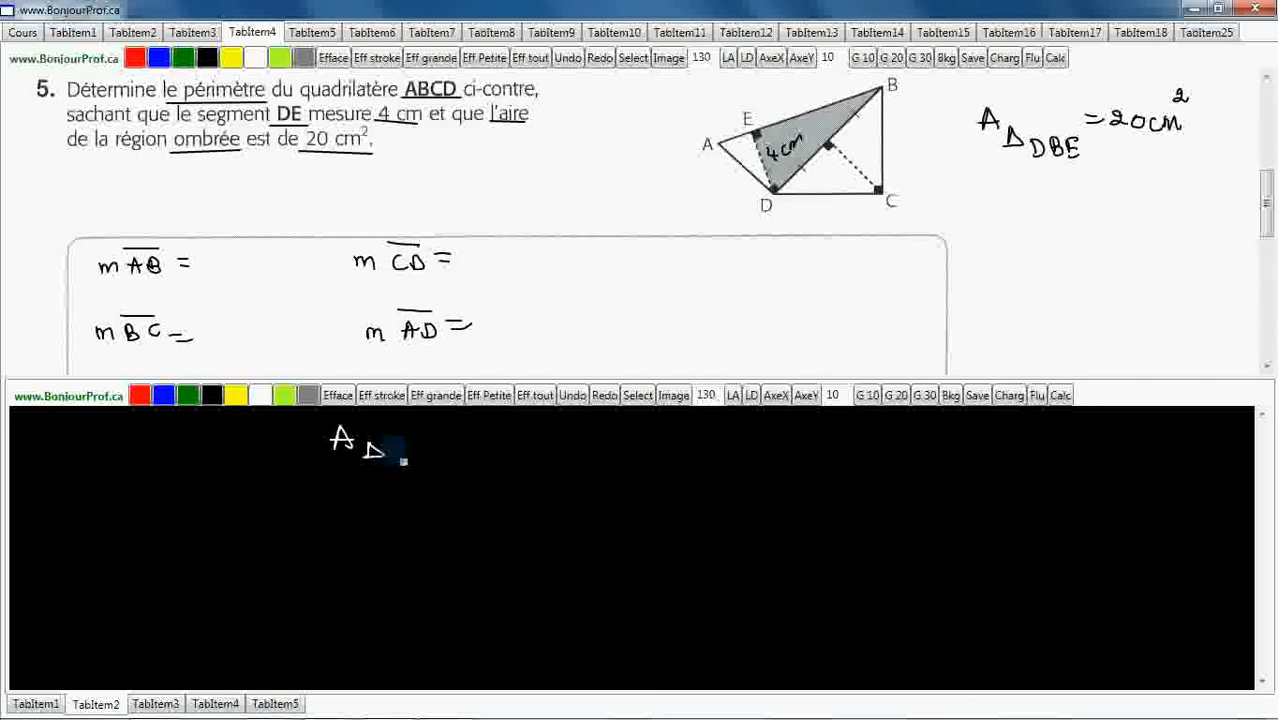 www.BonjourProf.ca
Cours TabItem1 TabItem2 TabItem3 TabItem4 TabItem5 TabItem6 TabItem7 TabItem8 TabItem9 TabItem10 TabItem11 TabItem12 TabItem13 TabItem14 TabItem15 TabItem16 TabItem17 TabItem18 TabItem25
www.BonjourProf.ca Efface Eff stroke Eff grande Eff Petite Eff tout Undo Redo Select Image 130 LA LD AxeX AxeY 10 G 10 G 20 G 30 Bkg Save Charg Flu Calc
5. Détermine le périmètre du quadrilatère ABCD ci-contre,
sachant que le segment DE mesure 4 cm et que l'aire
de la région ombrée est de 20 cm².
B
E
A
4cm
D
C
A Δ DBE = 20cm²
m AB =
m CD =
m BC =
m AD =
www.BonjourProf.ca Efface Eff stroke Eff grande Eff Petite Eff tout Undo Redo Select Image 130 LA LD AxeX AxeY 10 G 10 G 20 G 30 Bkg Save Charg Flu Calc
A Δ
TabItem1 TabItem2 TabItem3 TabItem4 TabItem5